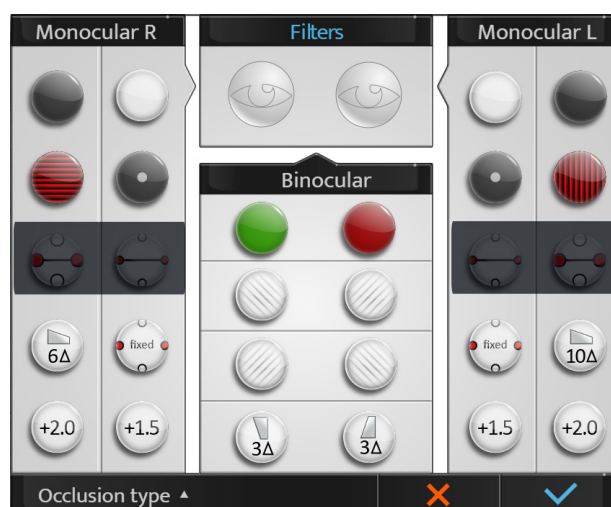 Monocular R
Filters
Monocular L
Binocular
6Δ
fixed
fixed
10Δ
+2.0
+1.5
3Δ
3Δ
+1.5
+2.0
Occlusion type